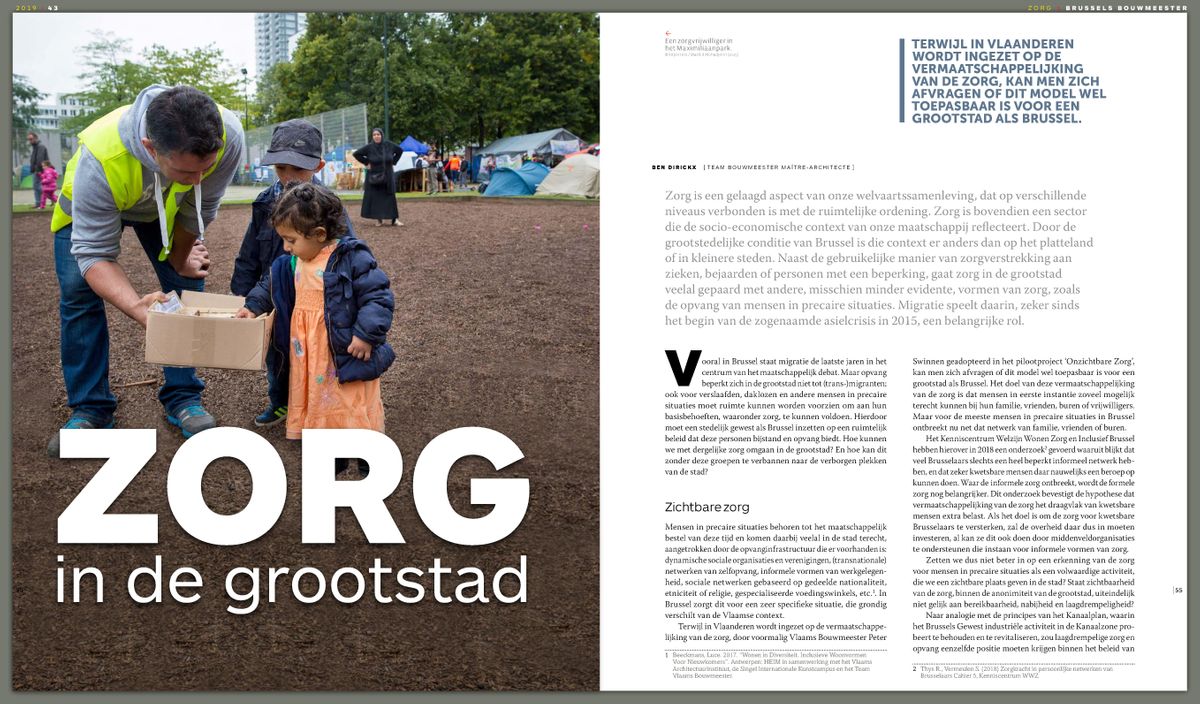 2019 | 43
ZORG | BRUSSELS BOUWMEESTER
ZORG
in de grootstad
←
Een zorgvrijwilliger in
het Maximiliaanpark.
TERWIJL IN VLAANDEREN
WORDT INGEZET OP DE
VERMAATSCHAPPELIJKING
VAN DE ZORG, KAN MEN ZICH
AFVRAGEN OF DIT MODEL WEL
TOEPASBAAR IS VOOR EEN
GROOTSTAD ALS BRUSSEL.
BEN DIRICKX [ TEAM BOUWMEESTER MAÎTRE-ARCHITECTE ]
Zorg is een gelaagd aspect van onze welvaartssamenleving, dat op verschillende
niveaus verbonden is met de ruimtelijke ordening. Zorg is bovendien een sector
die de socio-economische context van onze maatschappij reflecteert. Door de
grootstedelijke conditie van Brussel is die context er anders dan op het platteland
of in kleinere steden. Naast de gebruikelijke manier van zorgverstrekking aan
zieken, bejaarden of personen met een beperking, gaat zorg in de grootstad
veelal gepaard met andere, misschien minder evidente, vormen van zorg, zoals
de opvang van mensen in precaire situaties. Migratie speelt daarin, zeker sinds
het begin van de zogenaamde asielcrisis in 2015, een belangrijke rol.
Vooral in Brussel staat migratie de laatste jaren in het
centrum van het maatschappelijk debat. Maar opvang
beperkt zich in de grootstad niet tot (trans-)migranten;
ook voor verslaafden, daklozen en andere mensen in precaire
situaties moet ruimte kunnen worden voorzien om aan hun
basisbehoeften, waaronder zorg, te kunnen voldoen. Hierdoor
moet een stedelijk gewest als Brussel inzetten op een ruimtelijk
beleid dat deze personen bijstand en opvang biedt. Hoe kunnen
we met dergelijke zorg omgaan in de grootstad? En hoe kan dit
zonder deze groepen te verbannen naar de verborgen plekken
van de stad?
Zichtbare zorg
Mensen in precaire situaties behoren tot het maatschappelijk
bestel van deze tijd en komen daarbij veelal in de stad terecht,
aangetrokken door de opvanginfrastructuur die er voorhanden is:
dynamische sociale organisaties en verenigingen, (transnationale)
netwerken van zelfopvang, informele vormen van werkgelegen-
heid, sociale netwerken gebaseerd op gedeelde nationaliteit,
etniciteit of religie, gespecialiseerde voedingswinkels, etc.¹. In
Brussel zorgt dit voor een zeer specifieke situatie, die grondig
verschilt van de Vlaamse context.
Terwijl in Vlaanderen wordt ingezet op de vermaatschappe-
lijking van de zorg, door voormalig Vlaams Bouwmeester Peter
1 Beeckmans, Luce. 2017. "Wonen in Diversiteit. Inclusieve Woonvormen
Voor Nieuwkomers". Antwerpen: HEIM in samenwerking met het Vlaams
Architectuurinstituut, de Singel Internationale Kunstcampus en het Team
Vlaams Bouwmeester
Swinnen geadopteerd in het pilootproject 'Onzichtbare Zorg',
kan men zich afvragen of dit model wel toepasbaar is voor een
grootstad als Brussel. Het doel van deze vermaatschappelijking
van de zorg is dat mensen in eerste instantie zoveel mogelijk
terecht kunnen bij hun familie, vrienden, buren of vrijwilligers.
Maar voor de meeste mensen in precaire situaties in Brussel
ontbreekt nu net dat netwerk van familie, vrienden of buren.
Het Kenniscentrum Welzijn Wonen Zorg en Inclusief Brussel
hebben hierover in 2018 een onderzoek² gevoerd waaruit blijkt dat
veel Brusselaars slechts een heel beperkt informeel netwerk heb-
ben, en dat zeker kwetsbare mensen daar nauwelijks een beroep op
kunnen doen. Waar de informele zorg ontbreekt, wordt de formele
zorg nog belangrijker. Dit onderzoek bevestigt de hypothese dat
vermaatschappelijking van de zorg het draagvlak van kwetsbare
mensen extra belast. Als het doel is om de zorg voor kwetsbare
Brusselaars te versterken, zal de overheid daar dus in moeten
investeren, al kan ze dit ook doen door middenveldorganisaties
te ondersteunen die instaan voor informele vormen van zorg.
Zetten we dus niet beter in op een erkenning van de zorg
voor mensen in precaire situaties als een volwaardige activiteit,
die we een zichtbare plaats geven in de stad? Staat zichtbaarheid
van de zorg, binnen de anonimiteit van de grootstad, uiteindelijk
niet gelijk aan bereikbaarheid, nabijheid en laagdrempeligheid?
Naar analogie met de principes van het Kanaalplan, waarin
het Brussels Gewest industriële activiteit in de Kanaalzone pro-
beert te behouden en te revitaliseren, zou laagdrempelige zorg en
opvang eenzelfde positie moeten krijgen binnen het beleid van
2 Thys R., Vermeulen S. (2018) Zorgkracht in persoonlijke netwerken van
Brusselaars Cahier 5, Kenniscentrum WWZ
| 55